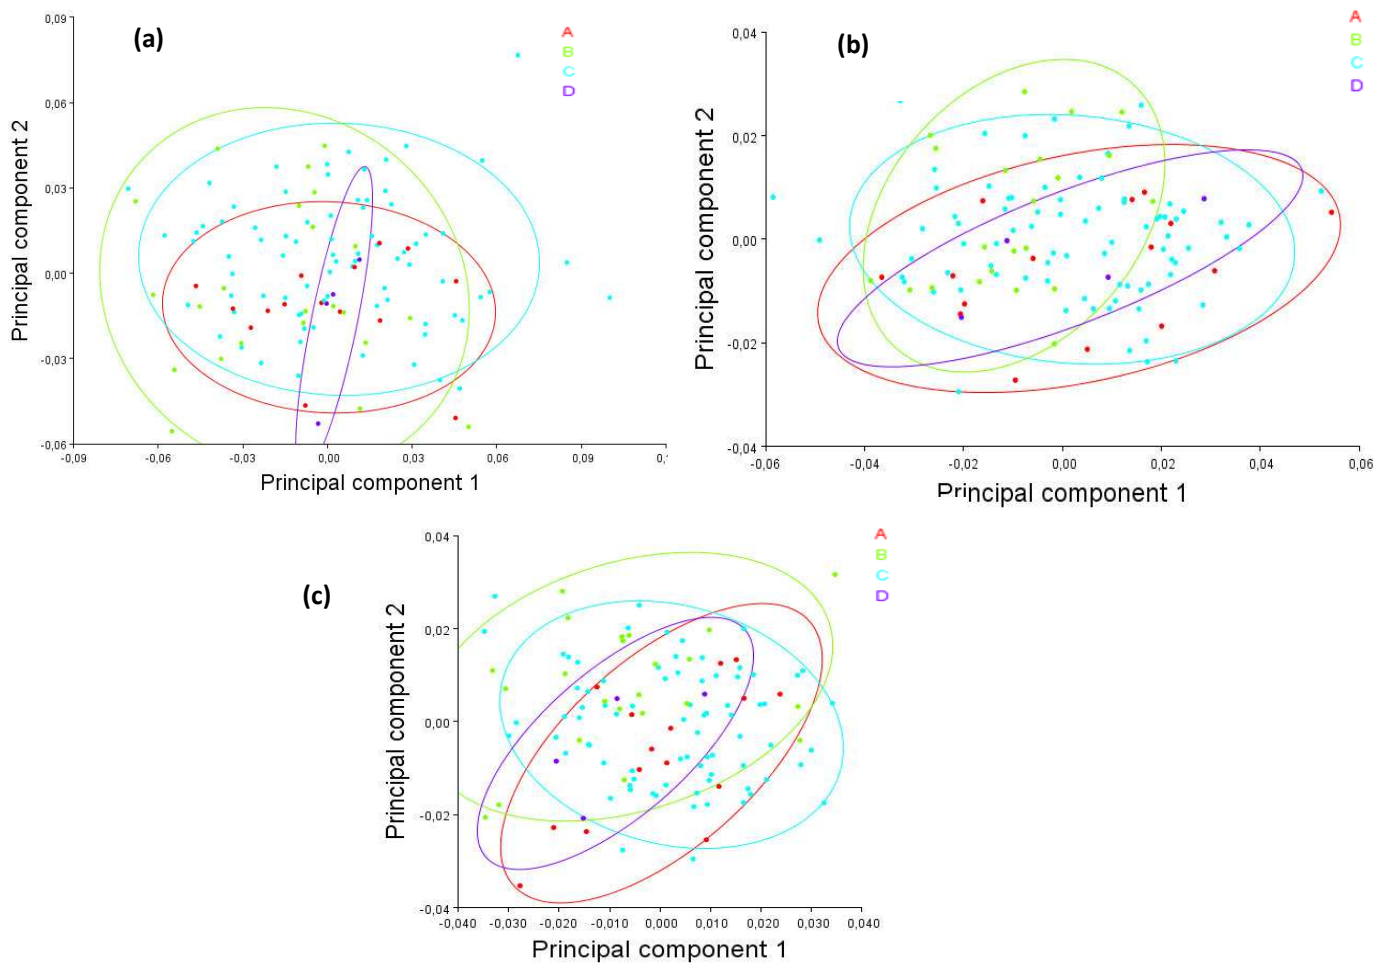 (a)
0,09
0,06
0,03
0,00
-0,03
-0,06
Principal component 2
-0,09
-0,06
-0,03
0,00
0,03
0,06
0,09
Principal component 1
A
B
C
D
(b)
0,04
0,02
0,00
-0,02
-0,04
Principal component 2
-0,06
-0,04
-0,02
0,00
0,02
0,04
0,06
Principal component 1
A
B
C
D
(c)
0,04
0,02
0,00
-0,02
-0,04
Principal component 2
-0,040
-0,030
-0,020
-0,010
0,000
0,010
0,020
0,030
0,040
Principal component 1
A
B
C
D